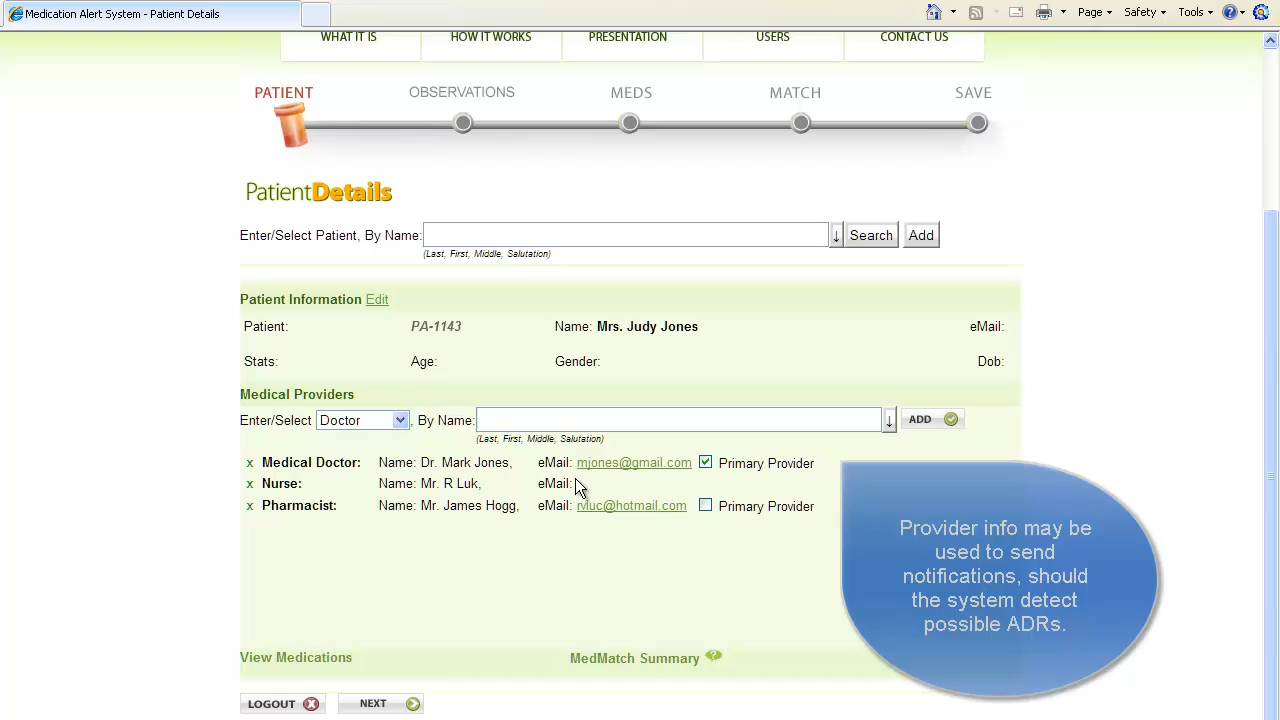 Medication Alert System - Patient Details
Page Safety Tools
WHAT IT IS HOW IT WORKS PRESENTATION USERS CONTACT US
PATIENT OBSERVATIONS MEDS MATCH SAVE
PatientDetails
Enter/Select Patient, By Name: ↓ Search Add
(Last, First, Middle, Salutation)
Patient Information Edit
Patient: PA-1143 Name: Mrs. Judy Jones eMail:
Stats: Age: Gender: Dob:
Medical Providers
Enter/Select Doctor , By Name: ↓ ADD
(Last, First, Middle, Salutation)
x Medical Doctor: Name: Dr. Mark Jones, eMail: mjones@gmail.com Primary Provider
x Nurse: Name: Mr. R Luk, eMail:
x Pharmacist: Name: Mr. James Hogg, eMail: rvluc@hotmail.com Primary Provider
Provider info may be
used to send
notifications, should
the system detect
possible ADRs.
View Medications MedMatch Summary ?
LOGOUT NEXT